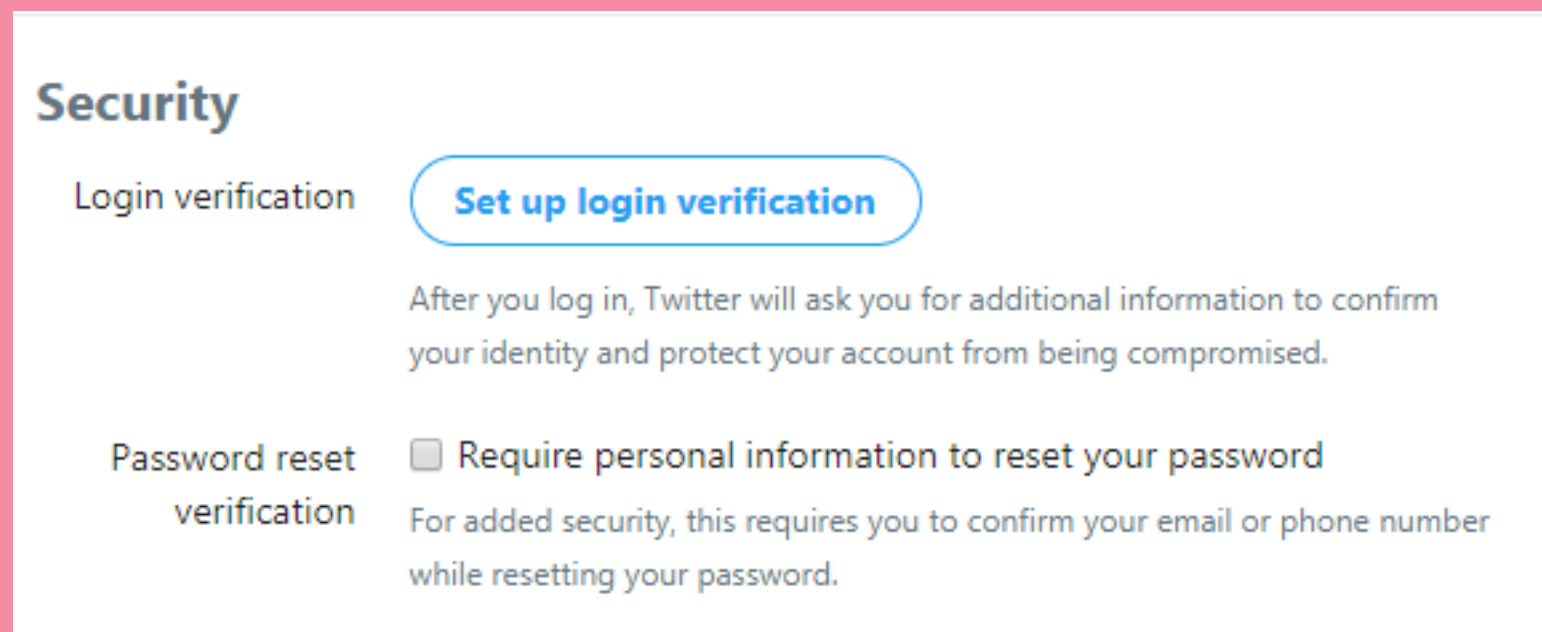 Security
Login verification
Set up login verification
After you log in, Twitter will ask you for additional information to confirm
your identity and protect your account from being compromised.
Password reset
verification
Require personal information to reset your password
For added security, this requires you to confirm your email or phone number
while resetting your password.